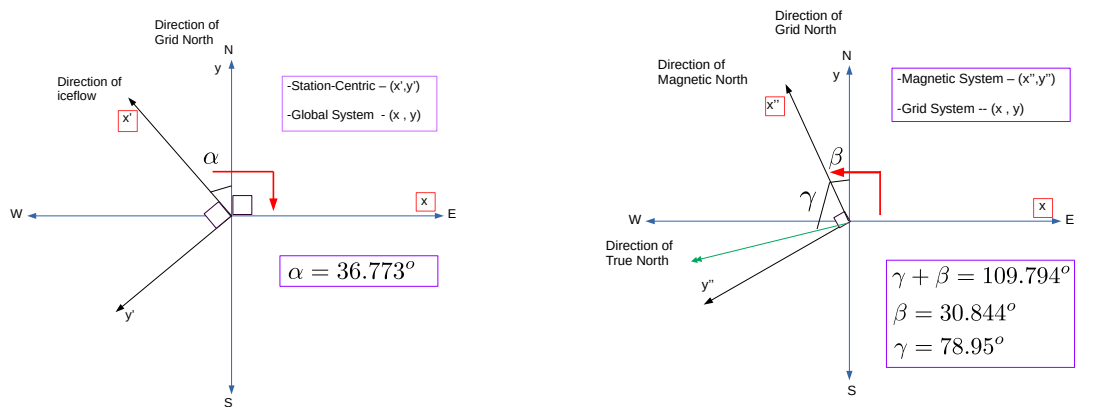 Direction of
Grid North
N
y
Direction of
iceflow
x'
-Station-Centric – (x',y')
-Global System - (x , y)
α
x
W
E
α = 36.773°
y'
S
Direction of
Grid North
N
y
Direction of
Magnetic North
x''
-Magnetic System – (x'',y'')
-Grid System -- (x , y)
β
γ
x
W
E
Direction of
True North
y''
γ + β = 109.794°
β = 30.844°
γ = 78.95°
S